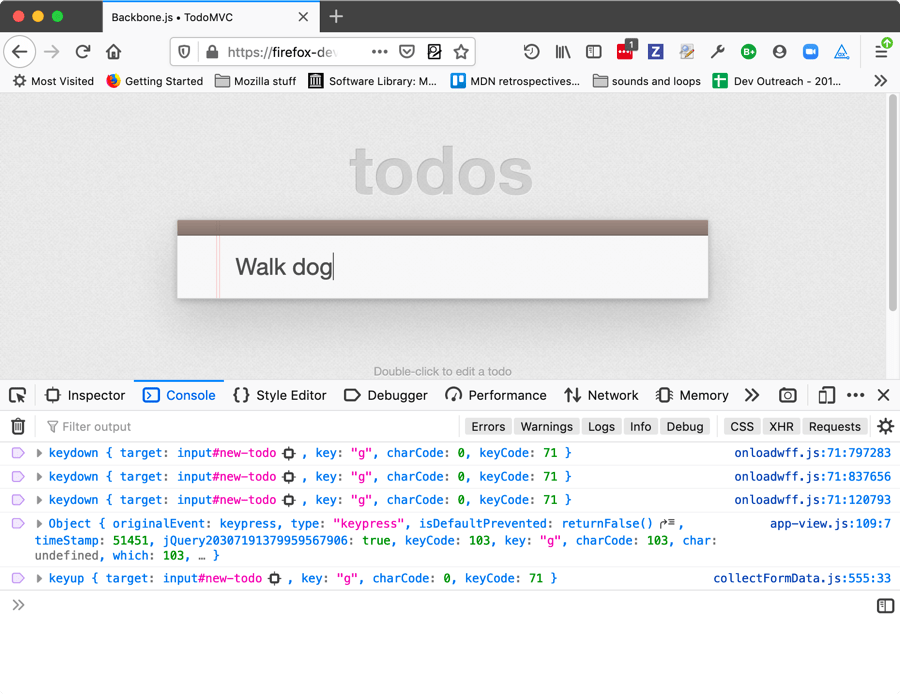 Backbone.js • TodoMVC
https://firefox-dev
1
Z
B+
Most Visited Getting Started Mozilla stuff Software Library: M... MDN retrospectives... sounds and loops Dev Outreach - 201...
todos
Walk dog
Double-click to edit a todo
Inspector Console Style Editor Debugger Performance Network Memory
Filter output Errors Warnings Logs Info Debug CSS XHR Requests
keydown { target: input#new-todo , key: "g", charCode: 0, keyCode: 71 } onloadwff.js:71:797283
keydown { target: input#new-todo , key: "g", charCode: 0, keyCode: 71 } onloadwff.js:71:837656
keydown { target: input#new-todo , key: "g", charCode: 0, keyCode: 71 } onloadwff.js:71:120793
Object { originalEvent: keypress, type: "keypress", isDefaultPrevented: returnFalse() , app-view.js:109:7
timeStamp: 51451, jQuery20307191379959567906: true, keyCode: 103, key: "g", charCode: 103, char:
undefined, which: 103, … }
keyup { target: input#new-todo , key: "g", charCode: 0, keyCode: 71 } collectFormData.js:555:33